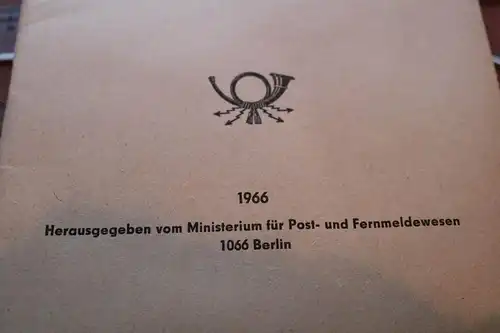 1966
Herausgegeben vom Ministerium für Post- und Fernmeldewesen
1066 Berlin